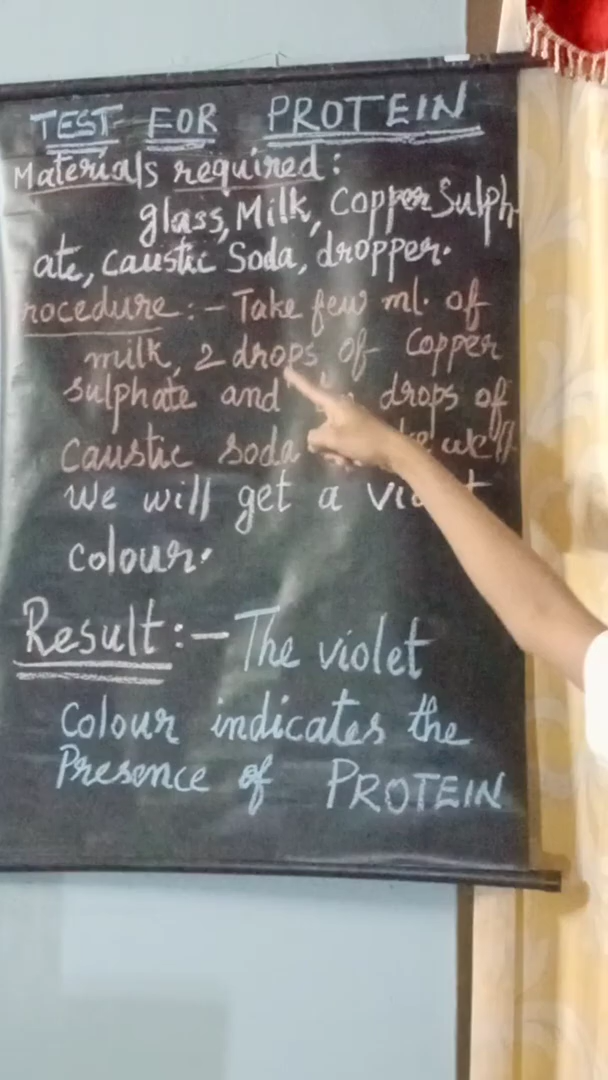 TEST FOR PROTEIN
Materials required:
glass, Milk, Copper Sulph
ate, caustic Soda, dropper.
rocedure :- Take few ml. of
milk, 2 drops of Copper
sulphate and drops of
Caustic soda well
we will get a
colour.
Result:- The violet
Colour indicates the
Presence of PROTEIN